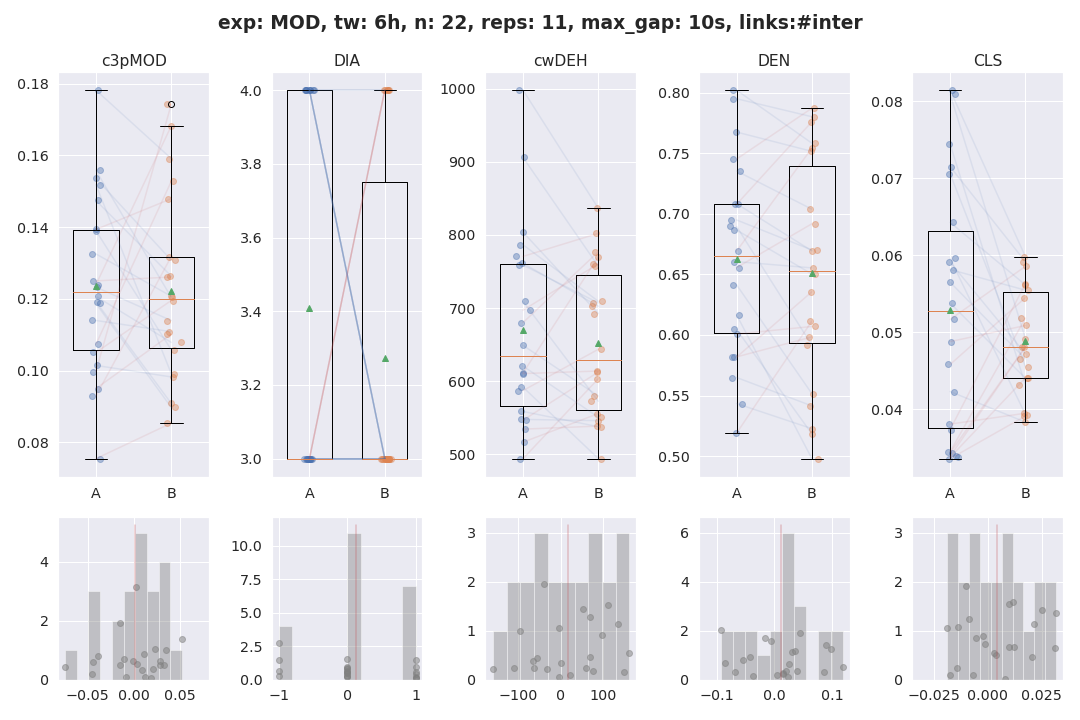 exp: MOD, tw: 6h, n: 22, reps: 11, max_gap: 10s, links:#inter
c3pMOD DIA cwDEH DEN CLS
0.18 4.0 1000 0.80 0.08
0.16 3.8 900 0.75 0.07
0.14 3.6 800 0.70 0.06
0.12 3.4 700 0.65 0.05
0.10 3.2 600 0.60 0.04
0.08 3.0 500 0.55
0.50
A B A B A B A B A B
4 10.0 3 6 3
2 7.5 2 4 2
0 5.0 1 2 1
2.5 0 0 0
0.0
−0.05 0.00 0.05 −1 0 1 −100 0 100 −0.1 0.0 0.1 −0.025 0.000 0.025